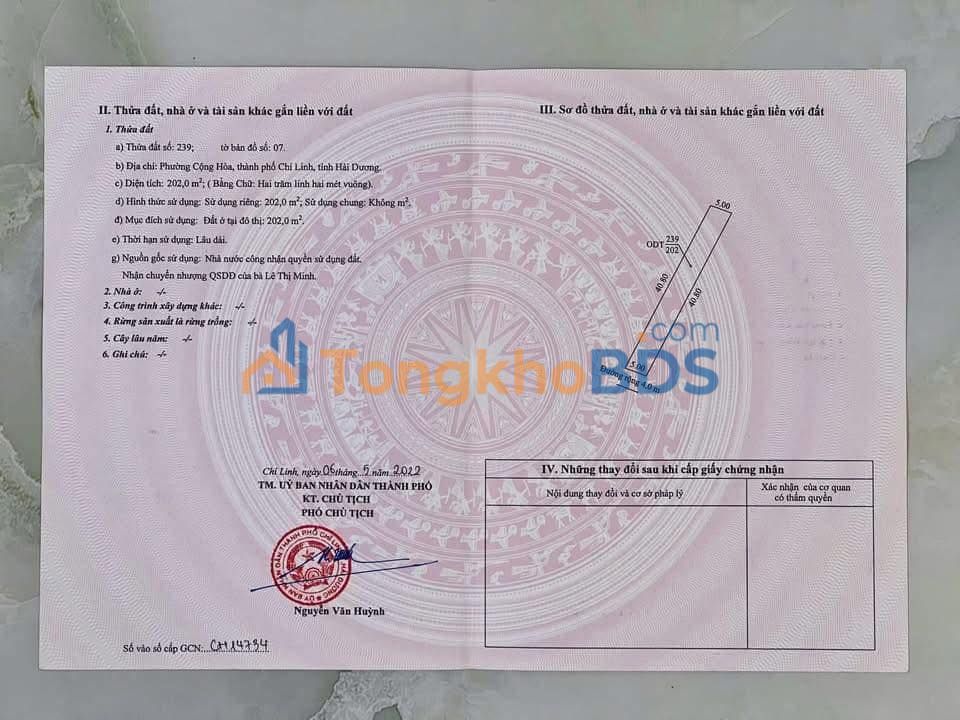 II. Thửa đất, nhà ở và tài sản khác gắn liền với đất
1. Thửa đất
a) Thửa đất số: 239; tờ bản đồ số: 07.
b) Địa chỉ: Phường Cộng Hòa, thành phố Chí Linh, tỉnh Hải Dương.
c) Diện tích: 202,0 m²; ( Bằng Chữ: Hai trăm linh hai mét vuông).
d) Hình thức sử dụng: Sử dụng riêng: 202,0 m²; Sử dụng chung: Không m².
đ) Mục đích sử dụng: Đất ở tại đô thị: 202,0 m².
e) Thời hạn sử dụng: Lâu dài.
g) Nguồn gốc sử dụng: Nhà nước công nhận quyền sử dụng đất.
Nhận chuyển nhượng QSDĐ của bà Lê Thị Minh.
2. Nhà ở: -/-
3. Công trình xây dựng khác: -/-
4. Rừng sản xuất là rừng trồng: -/-
5. Cây lâu năm: -/-
6. Ghi chú: -/-
Chí Linh, ngày 06 tháng 5 năm 2022
TM. UỶ BAN NHÂN DÂN THÀNH PHỐ
KT. CHỦ TỊCH
PHÓ CHỦ TỊCH
Nguyễn Văn Huỳnh
Số vào sổ cấp GCN: CH14734
III. Sơ đồ thửa đất, nhà ở và tài sản khác gắn liền với đất
5.00
ODT 239
202
40.80
40.80
5.00
Đường rộng 4,0 m
TongkhoBDS
.com
IV. Những thay đổi sau khi cấp giấy chứng nhận
Nội dung thay đổi và cơ sở pháp lý
Xác nhận của cơ quan
có thẩm quyền